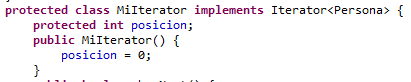 protected class MiIterator implements Iterator<Persona> {
protected int posicion;
public MiIterator() {
posicion = 0;
}